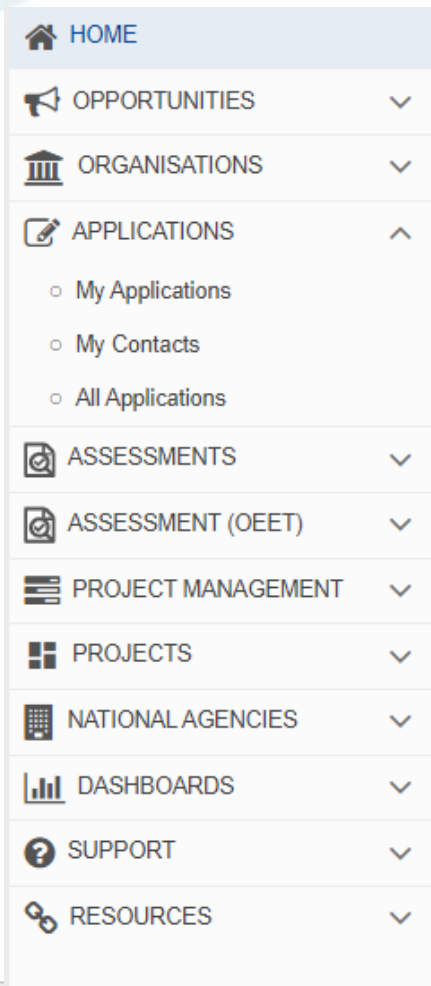 HOME
OPPORTUNITIES
ORGANISATIONS
APPLICATIONS
My Applications
My Contacts
All Applications
ASSESSMENTS
ASSESSMENT (OEET)
PROJECT MANAGEMENT
PROJECTS
NATIONAL AGENCIES
DASHBOARDS
SUPPORT
RESOURCES